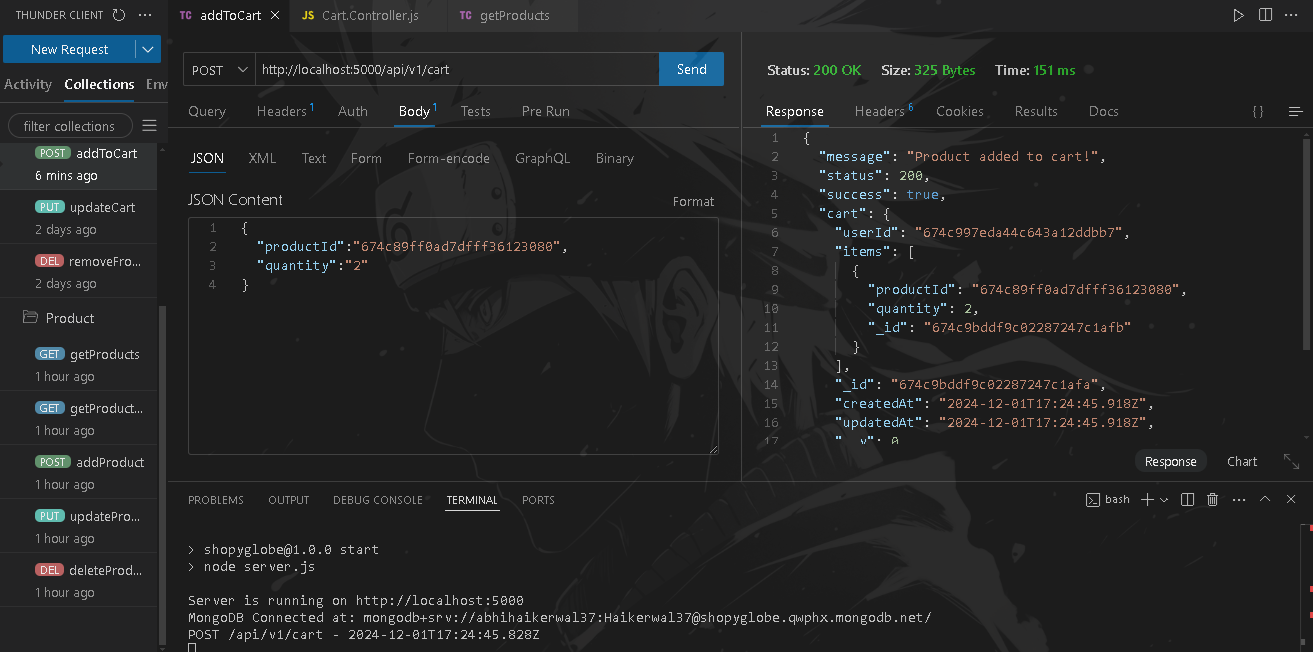 THUNDER CLIENT
New Request
Activity Collections Env
filter collections
POST addToCart
6 mins ago
PUT updateCart
2 days ago
DEL removeFro...
2 days ago
Product
GET getProducts
1 hour ago
GET getProduct...
1 hour ago
POST addProduct
1 hour ago
PUT updatePro...
1 hour ago
DEL deleteProd...
1 hour ago
TC addToCart JS Cart.Controller.js TC getProducts
POST http://localhost:5000/api/v1/cart Send
Query Headers 1 Auth Body 1 Tests Pre Run
JSON XML Text Form Form-encode GraphQL Binary
JSON Content Format
1 {
2 "productId":"674c89ff0ad7dfff36123080",
3 "quantity":"2"
4 }
Status: 200 OK Size: 325 Bytes Time: 151 ms
Response Headers 6 Cookies Results Docs { }
1 {
2 "message": "Product added to cart!",
3 "status": 200,
4 "success": true,
5 "cart": {
6 "userId": "674c997eda44c643a12ddbb7",
7 "items": [
8 {
9 "productId": "674c89ff0ad7dfff36123080",
10 "quantity": 2,
11 "_id": "674c9bddf9c02287247c1afb"
12 }
13 ],
14 "_id": "674c9bddf9c02287247c1afa",
15 "createdAt": "2024-12-01T17:24:45.918Z",
16 "updatedAt": "2024-12-01T17:24:45.918Z",
17 "__v": 0
Response Chart
PROBLEMS OUTPUT DEBUG CONSOLE TERMINAL PORTS bash
> shopyglobe@1.0.0 start
> node server.js
Server is running on http://localhost:5000
MongoDB Connected at: mongodb+srv://abhihaikerwal37:Haikerwal37@shopyglobe.qwphx.mongodb.net/
POST /api/v1/cart - 2024-12-01T17:24:45.828Z